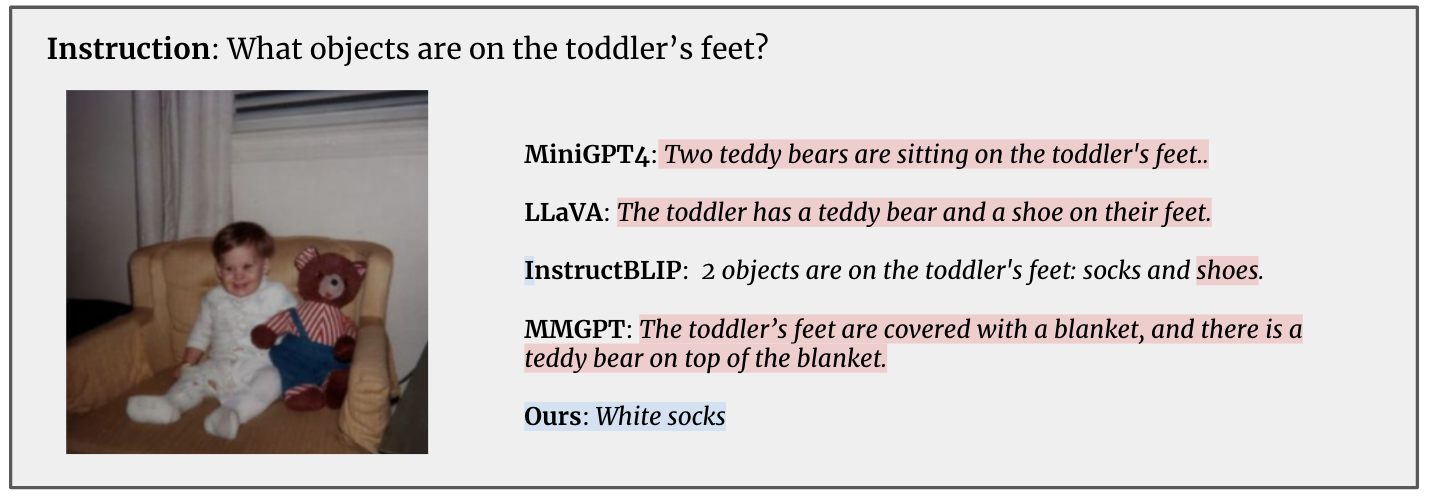 Instruction: What objects are on the toddler’s feet?
MiniGPT4: Two teddy bears are sitting on the toddler's feet..
LLaVA: The toddler has a teddy bear and a shoe on their feet.
InstructBLIP: 2 objects are on the toddler's feet: socks and shoes.
MMGPT: The toddler’s feet are covered with a blanket, and there is a
teddy bear on top of the blanket.
Ours: White socks